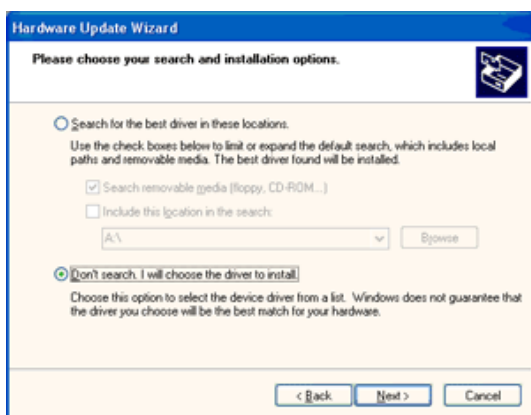 Hardware Update Wizard
Please choose your search and installation options.
Search for the best driver in these locations.
Use the check boxes below to limit or expand the default search, which includes local
paths and removable media. The best driver found will be installed.
Search removable media (floppy, CD-ROM...)
Include this location in the search:
A:\
Browse
Don't search. I will choose the driver to install.
Choose this option to select the device driver from a list. Windows does not guarantee that
the driver you choose will be the best match for your hardware.
< Back
Next >
Cancel